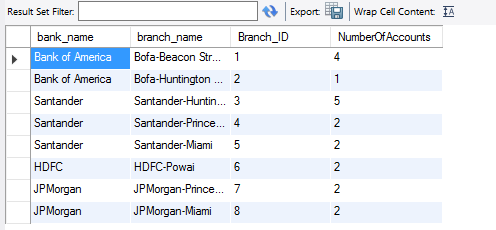 Result Set Filter: Export: Wrap Cell Content:
bank_name branch_name Branch_ID NumberOfAccounts
Bank of America Bofa-Beacon Str... 1 4
Bank of America Bofa-Huntington ... 2 1
Santander Santander-Huntin... 3 5
Santander Santander-Prince... 4 2
Santander Santander-Miami 5 2
HDFC HDFC-Powai 6 2
JPMorgan JPMorgan-Prince... 7 2
JPMorgan JPMorgan-Miami 8 2